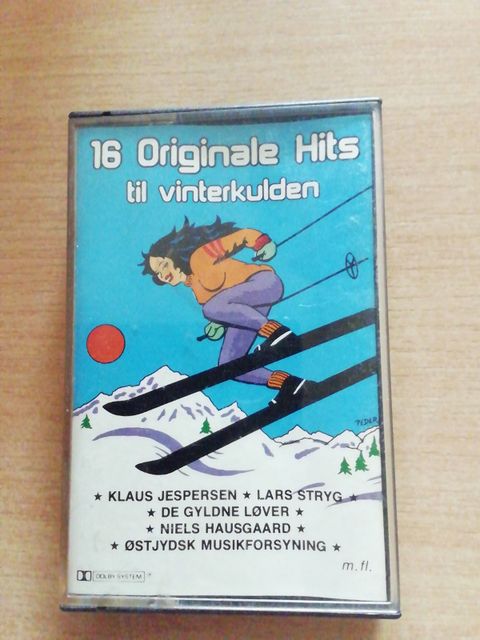 16 Originale Hits
til vinterkulden
PEDER
★ KLAUS JESPERSEN ★ LARS STRYG ★
★ DE GYLDNE LØVER ★
★ NIELS HAUSGAARD ★
★ ØSTJYDSK MUSIKFORSYNING ★
m.fl.
DOLBY SYSTEM